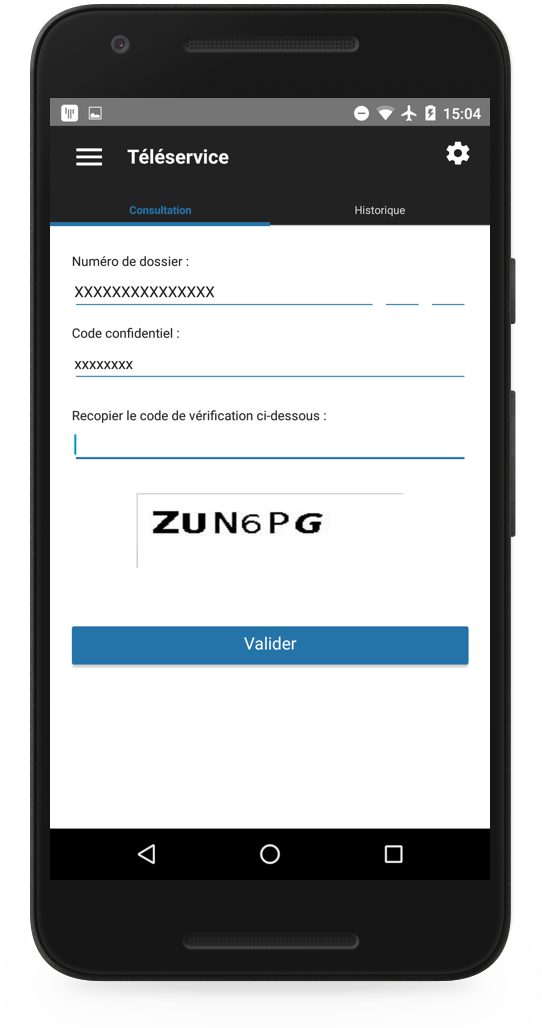 15:04
Téléservice
Consultation Historique
Numéro de dossier :
XXXXXXXXXXXXXXX
Code confidentiel :
xxxxxxxx
Recopier le code de vérification ci-dessous :
ZUN6PG
Valider